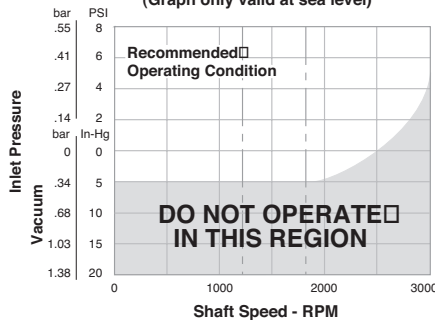 (Graph only valid at sea level)
bar PSI
.55 8
.41 6
.27 4
.14 2
bar In-Hg
0 0
.34 5
.68 10
1.03 15
1.38 20
Inlet Pressure
Vacuum
Recommended
Operating Condition
DO NOT OPERATE
IN THIS REGION
0 1000 2000 3000
Shaft Speed - RPM